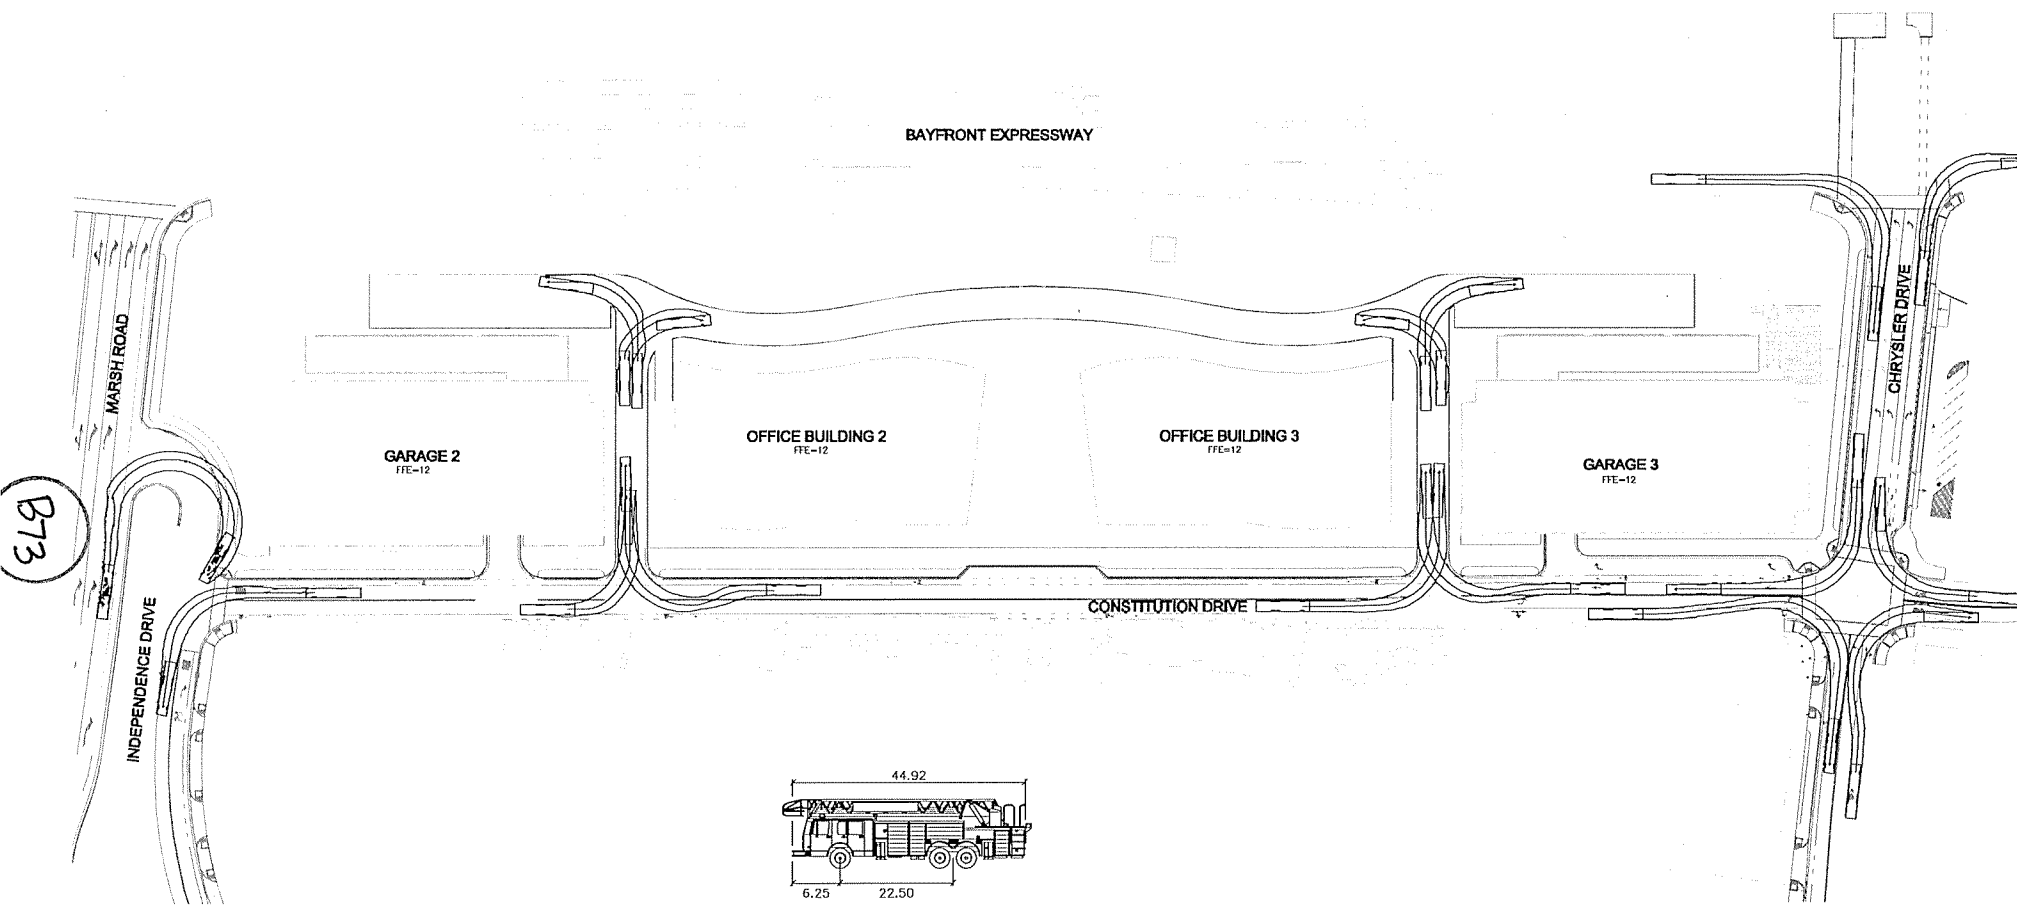 BAYFRONT EXPRESSWAY
MARSH ROAD
CHRYSLER DRIVE
GARAGE 2
FFE=12
OFFICE BUILDING 2
FFE=12
OFFICE BUILDING 3
FFE=12
GARAGE 3
FFE=12
B73
CONSTITUTION DRIVE
INDEPENDENCE DRIVE
44.92
6.25
22.50